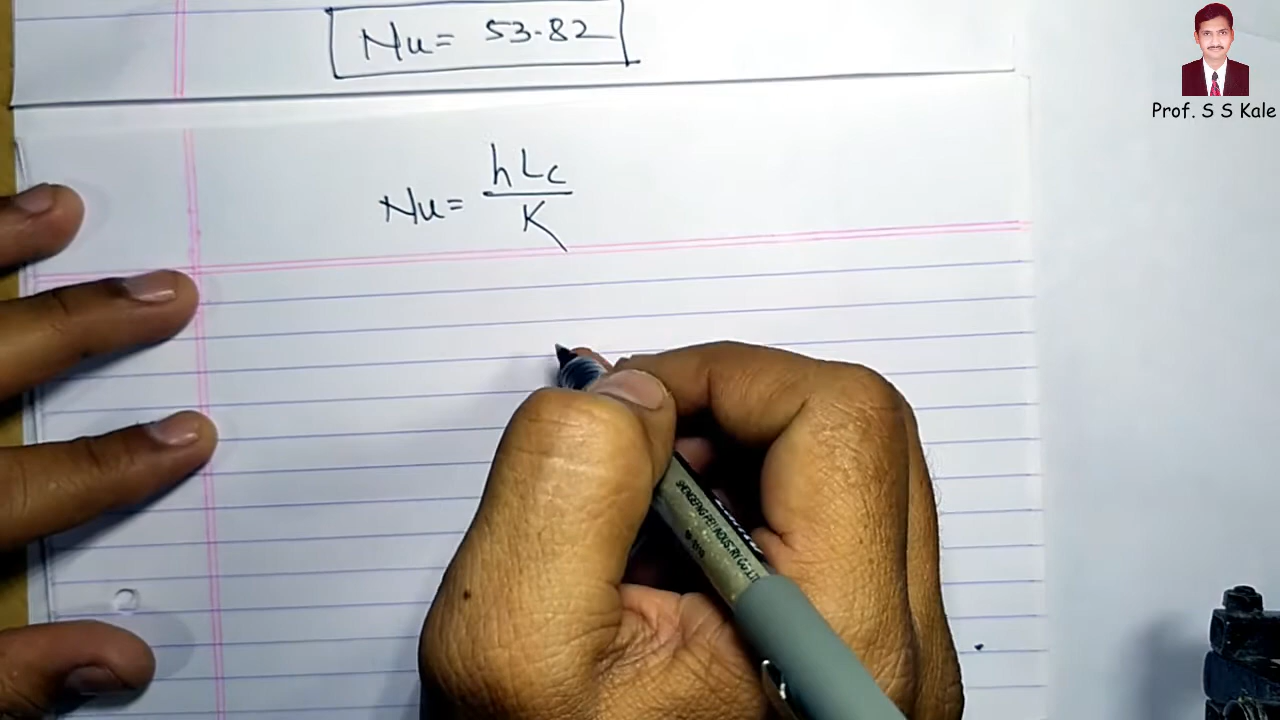 Nu = 53.82
Prof. S S Kale
Nu = hLc
K